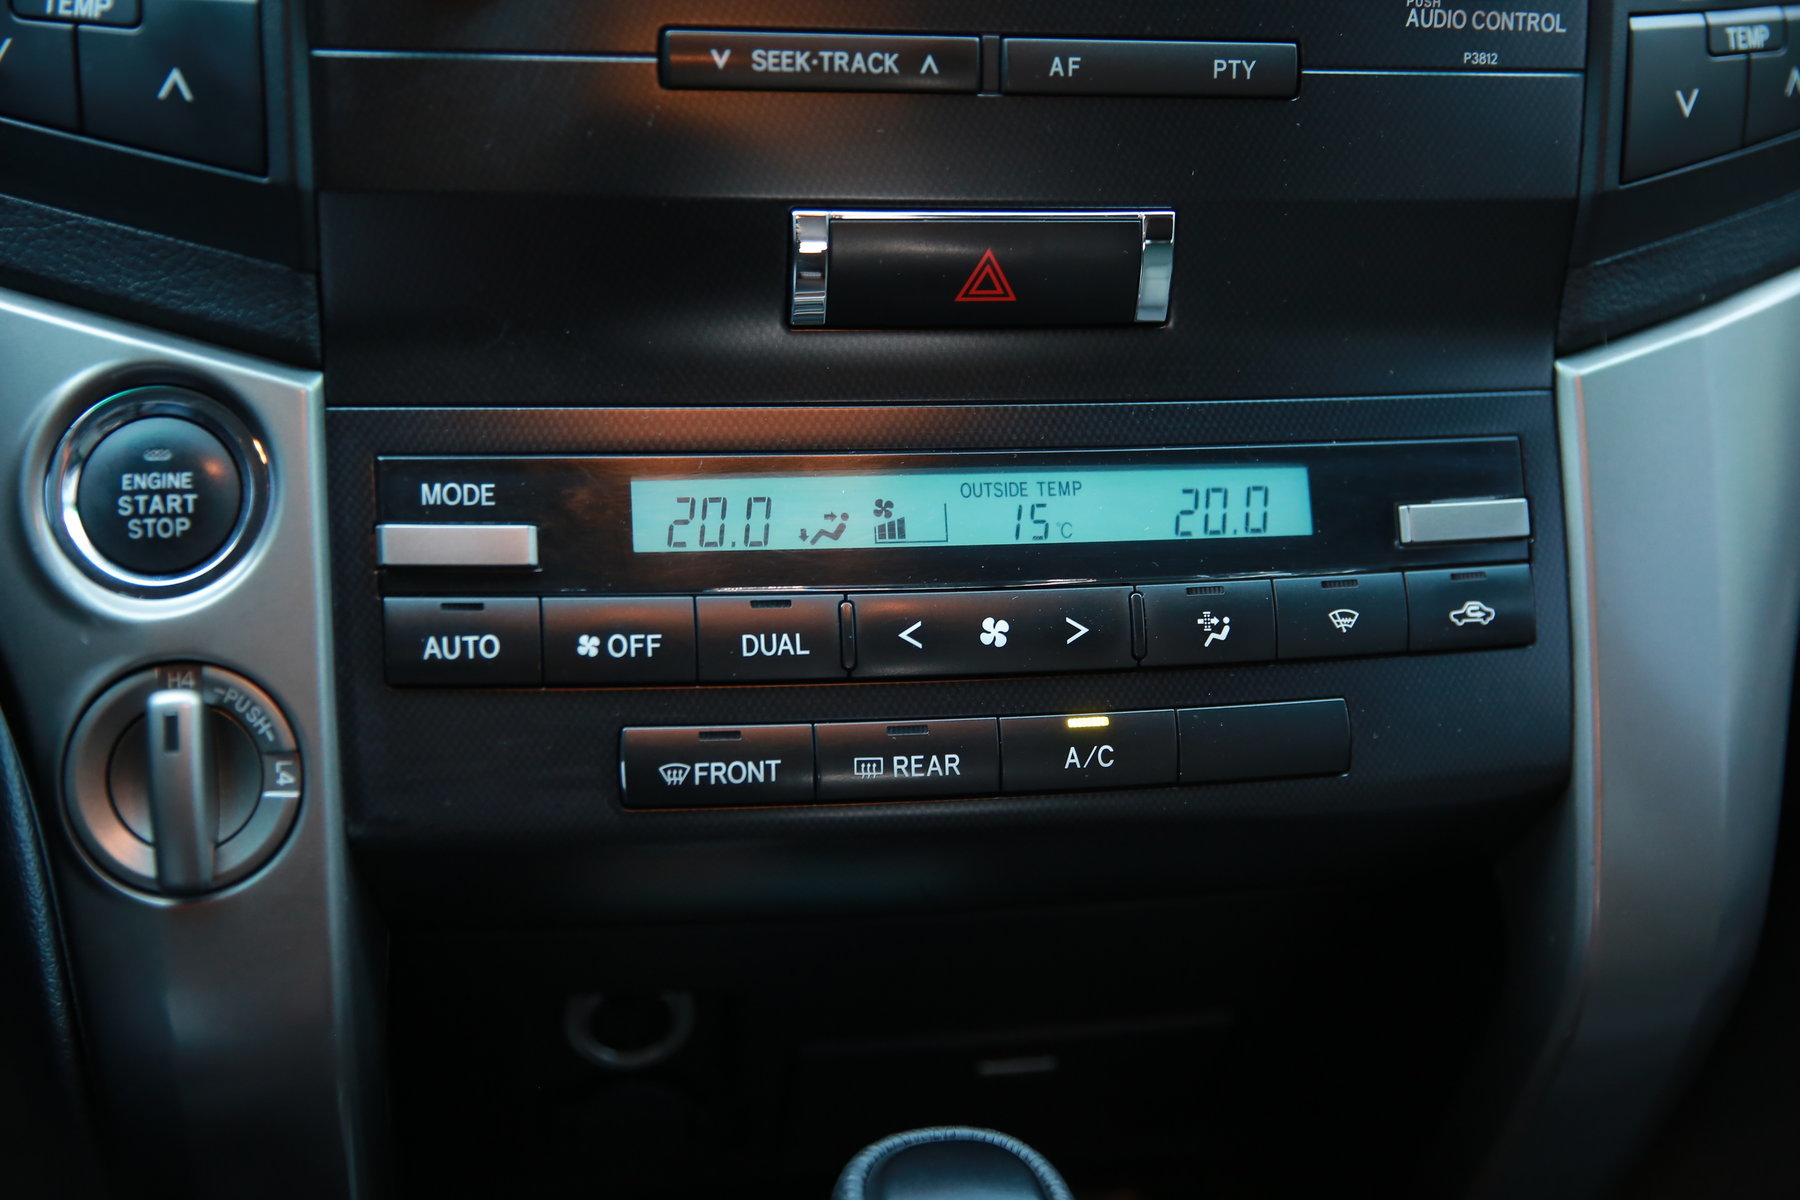 TEMP
PUSH
AUDIO CONTROL
P3812
TEMP
SEEK·TRACK
AF
PTY
ENGINE
START
STOP
MODE
20.0
OUTSIDE TEMP
15°C
20.0
AUTO
OFF
DUAL
H4
-PUSH-
L4
FRONT
REAR
A/C